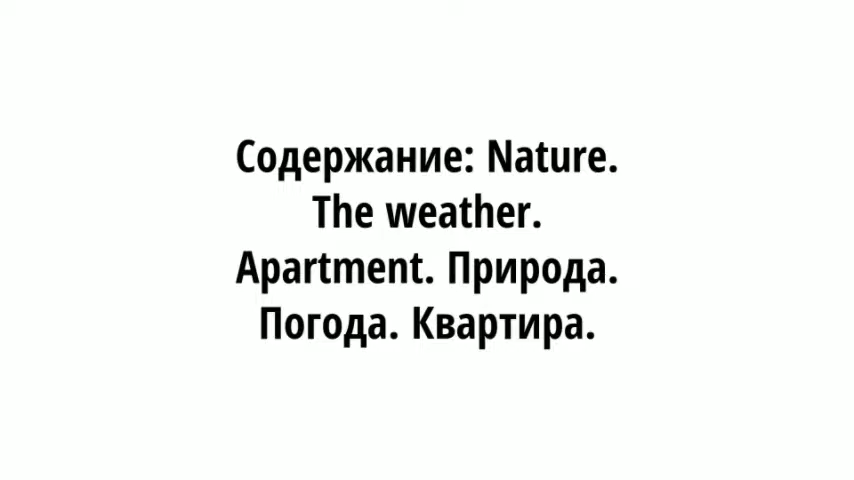 Содержание: Nature.
The weather.
Apartment. Природа.
Погода. Квартира.